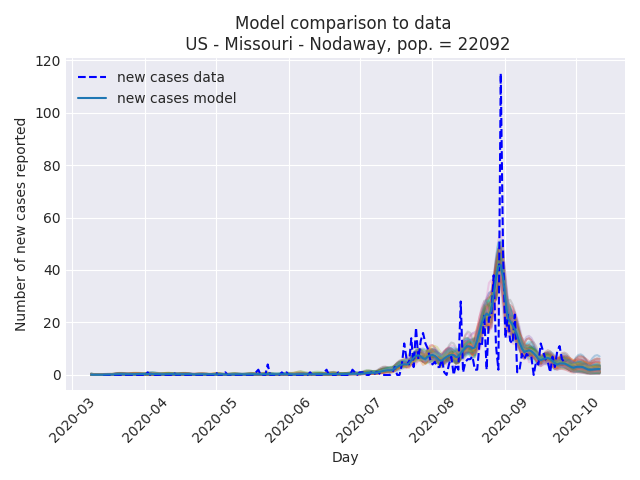 Model comparison to data
US - Missouri - Nodaway, pop. = 22092
120
100
80
60
40
20
0
Number of new cases reported
new cases data
new cases model
2020-03
2020-04
2020-05
2020-06
2020-07
2020-08
2020-09
2020-10
Day